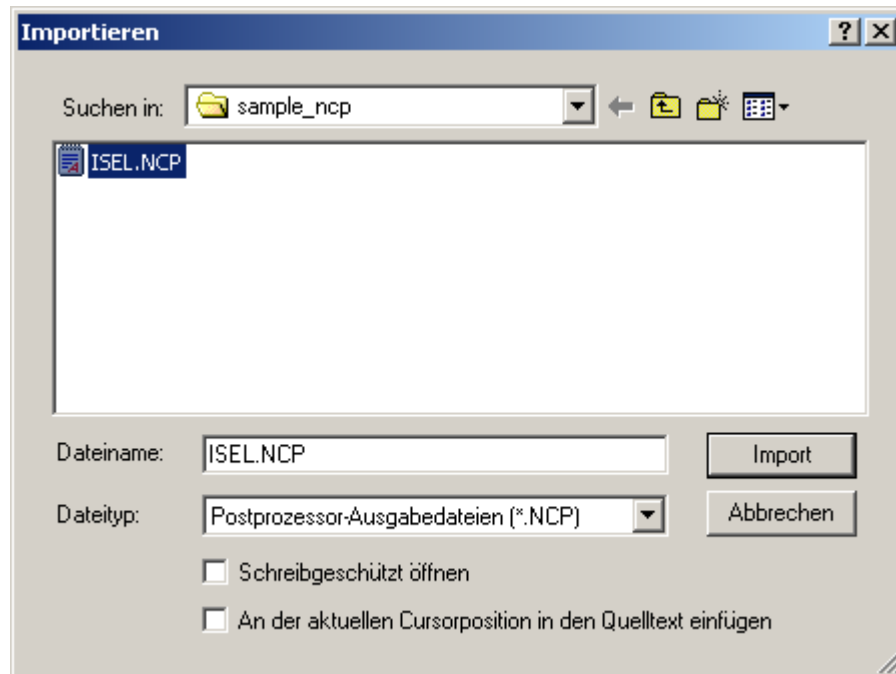 Importieren
Suchen in: sample_ncp
ISEL.NCP
Dateiname: ISEL.NCP Import
Dateityp: Postprozessor-Ausgabedateien (*.NCP) Abbrechen
Schreibgeschützt öffnen
An der aktuellen Cursorposition in den Quelltext einfügen